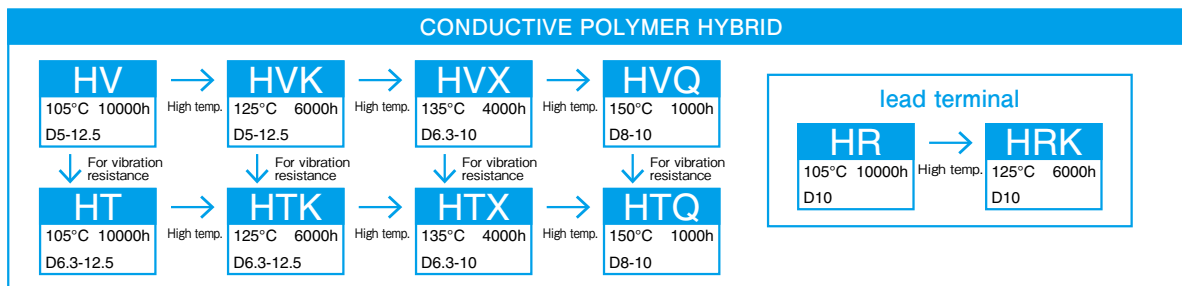 CONDUCTIVE POLYMER HYBRID
HV
105°C 10000h
D5-12.5
High temp.
HVK
125°C 6000h
D5-12.5
High temp.
HVX
135°C 4000h
D6.3-10
High temp.
HVQ
150°C 1000h
D8-10
For vibration
resistance
For vibration
resistance
For vibration
resistance
For vibration
resistance
HT
105°C 10000h
D6.3-12.5
High temp.
HTK
125°C 6000h
D6.3-12.5
High temp.
HTX
135°C 4000h
D6.3-10
High temp.
HTQ
150°C 1000h
D8-10
lead terminal
HR
105°C 10000h
D10
High temp.
HRK
125°C 6000h
D10